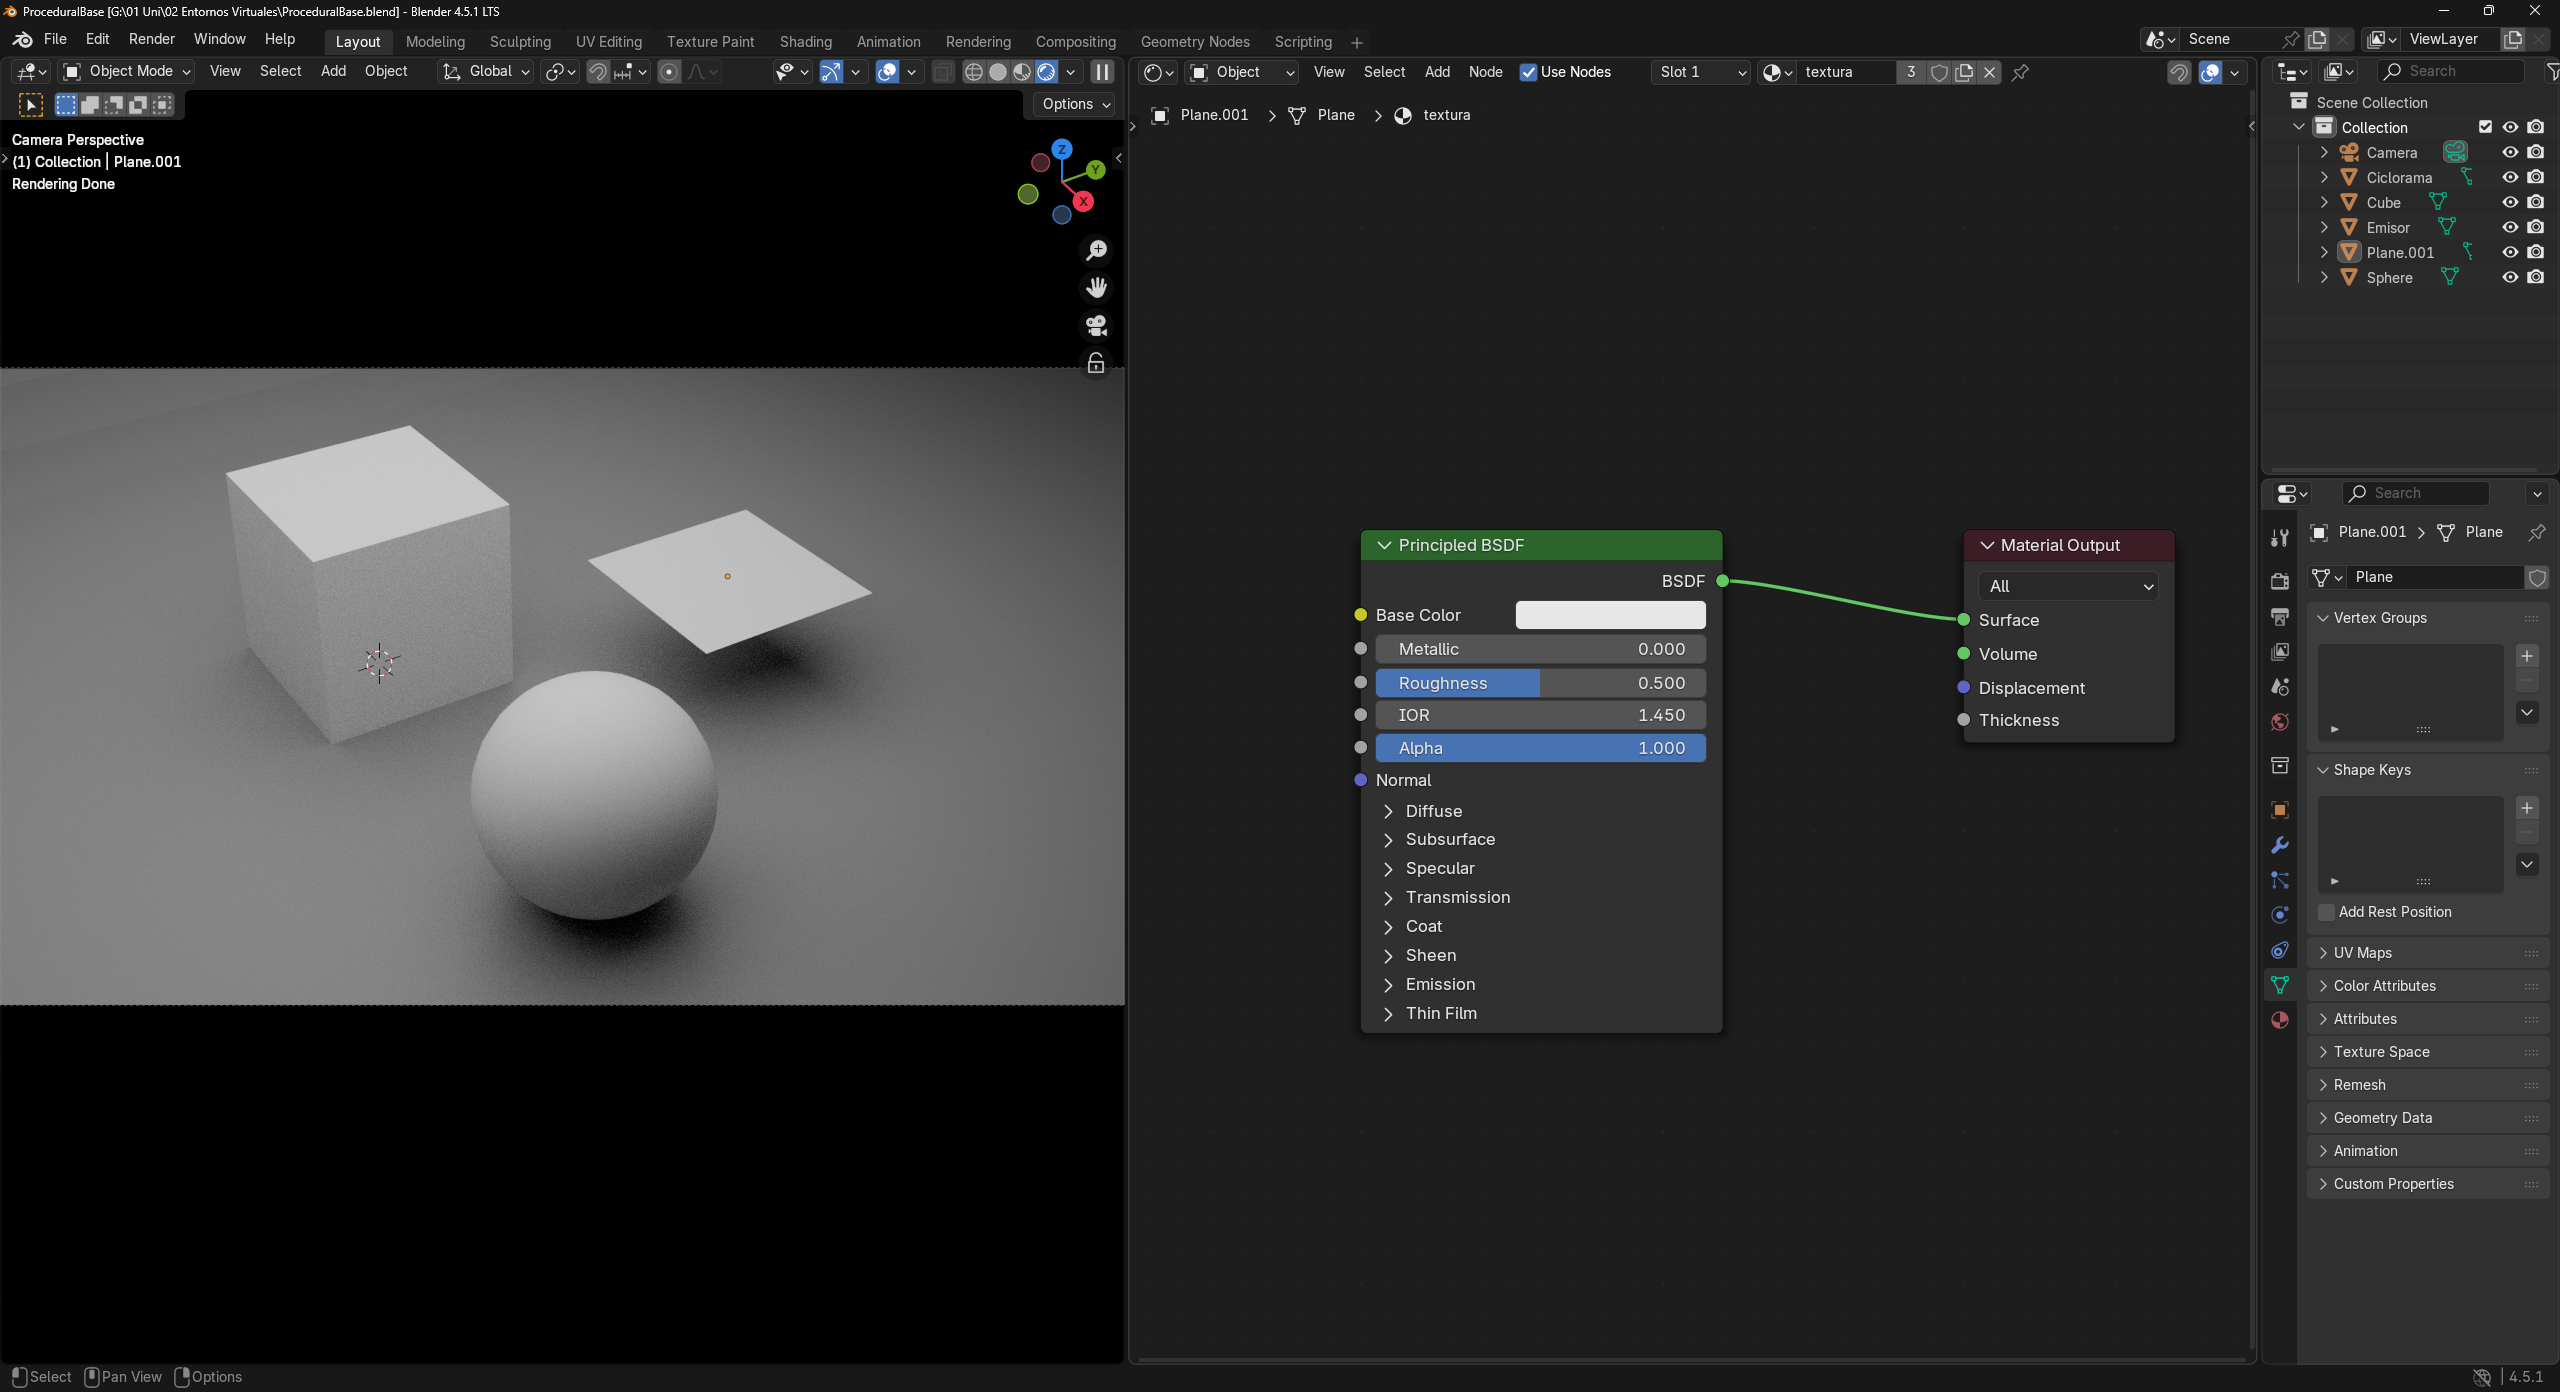 ProceduralBase [G:\01 Uni\02 Entornos Virtuales\ProceduralBase.blend] - Blender 4.5.1 LTS
File Edit Render Window Help Layout Modeling Sculpting UV Editing Texture Paint Shading Animation Rendering Compositing Geometry Nodes Scripting + Scene ViewLayer
Object Mode View Select Add Object Global
Options
Camera Perspective
(1) Collection | Plane.001
Rendering Done
Z
Y
X
Object View Select Add Node Use Nodes Slot 1 textura 3
Plane.001 > Plane > textura
Principled BSDF
BSDF
Base Color
Metallic 0.000
Roughness 0.500
IOR 1.450
Alpha 1.000
Normal
Diffuse
Subsurface
Specular
Transmission
Coat
Sheen
Emission
Thin Film
Material Output
All
Surface
Volume
Displacement
Thickness
Search
Scene Collection
Collection
Camera
Ciclorama
Cube
Emisor
Plane.001
Sphere
Search
Plane.001 > Plane
Plane
Vertex Groups
Shape Keys
Add Rest Position
UV Maps
Color Attributes
Attributes
Texture Space
Remesh
Geometry Data
Animation
Custom Properties
Select Pan View Options
4.5.1